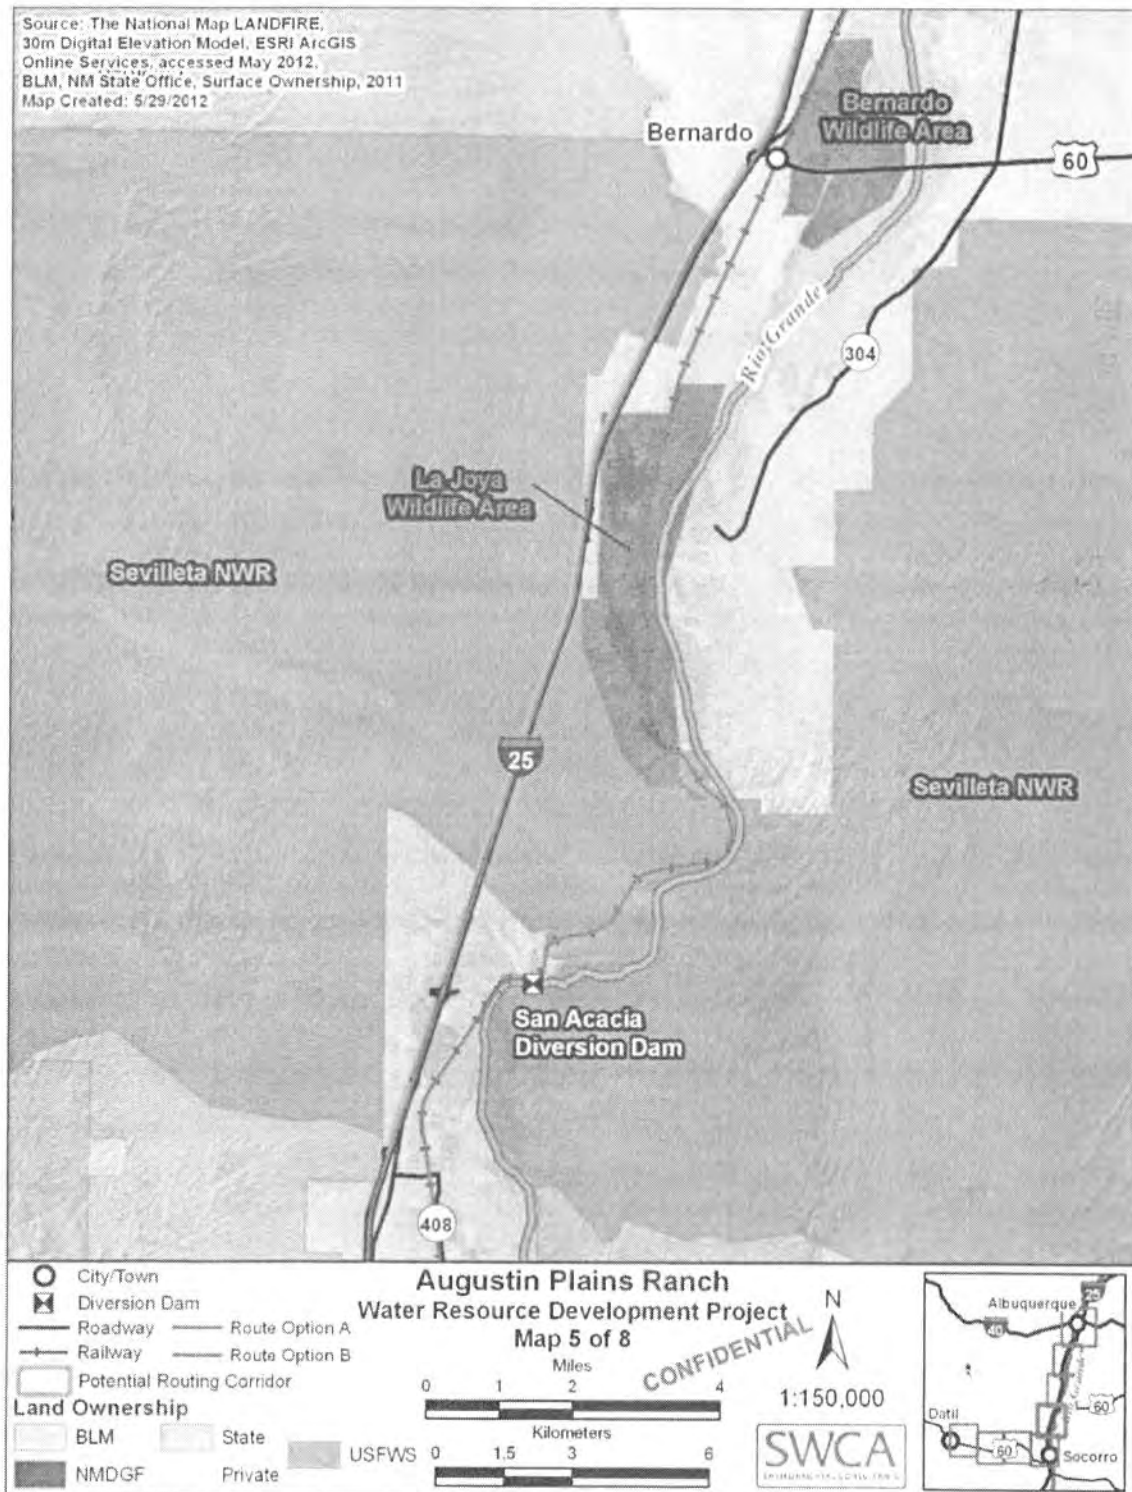 Source: The National Map LANDFIRE,
30m Digital Elevation Model, ESRI ArcGIS
Online Services, accessed May 2012.
BLM, NM State Office, Surface Ownership, 2011
Map Created: 5/29/2012
Bernardo
Bernardo
Wildlife Area
60
Rio Grande
304
La Joya
Wildlife Area
Sevilleta NWR
25
Sevilleta NWR
San Acacia
Diversion Dam
408
City/Town
Diversion Dam
Roadway
Route Option A
Railway
Route Option B
Potential Routing Corridor
Land Ownership
BLM
State
USFWS
NMDGF
Private
Augustin Plains Ranch
Water Resource Development Project
Map 5 of 8
CONFIDENTIAL
Miles
0 1 2 4
Kilometers
0 1.5 3 6
N
1:150,000
SWCA
ENVIRONMENTAL CONSULTANTS
Albuquerque
25
40
Rio Grande
60
Datil
60
Socorro